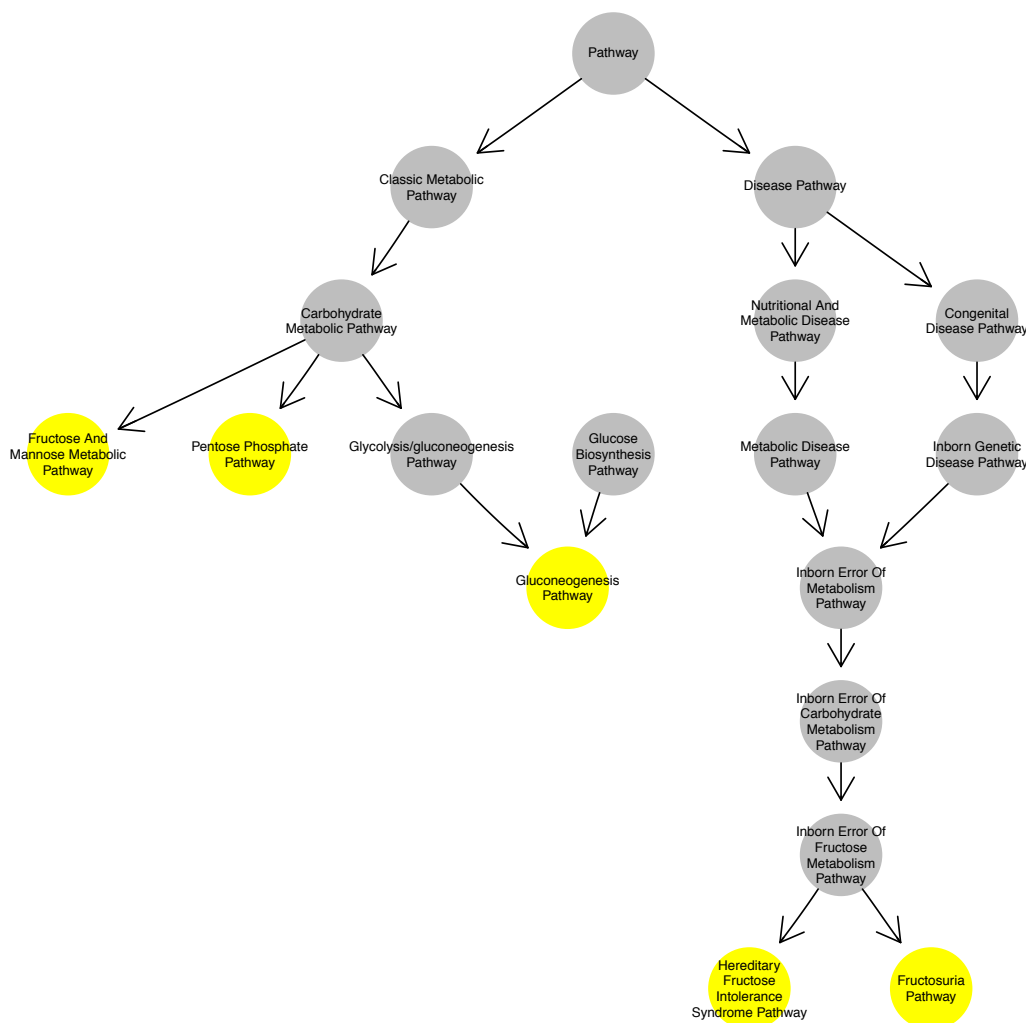 Pathway
Classic Metabolic
Pathway
Disease Pathway
Carbohydrate
Metabolic Pathway
Nutritional And
Metabolic Disease
Pathway
Congenital
Disease Pathway
Fructose And
Mannose Metabolic
Pathway
Pentose Phosphate
Pathway
Glycolysis/gluconeogenesis
Pathway
Glucose
Biosynthesis
Pathway
Metabolic Disease
Pathway
Inborn Genetic
Disease Pathway
Gluconeogenesis
Pathway
Inborn Error Of
Metabolism
Pathway
Inborn Error Of
Carbohydrate
Metabolism
Pathway
Inborn Error Of
Fructose
Metabolism
Pathway
Hereditary
Fructose
Intolerance
Syndrome Pathway
Fructosuria
Pathway